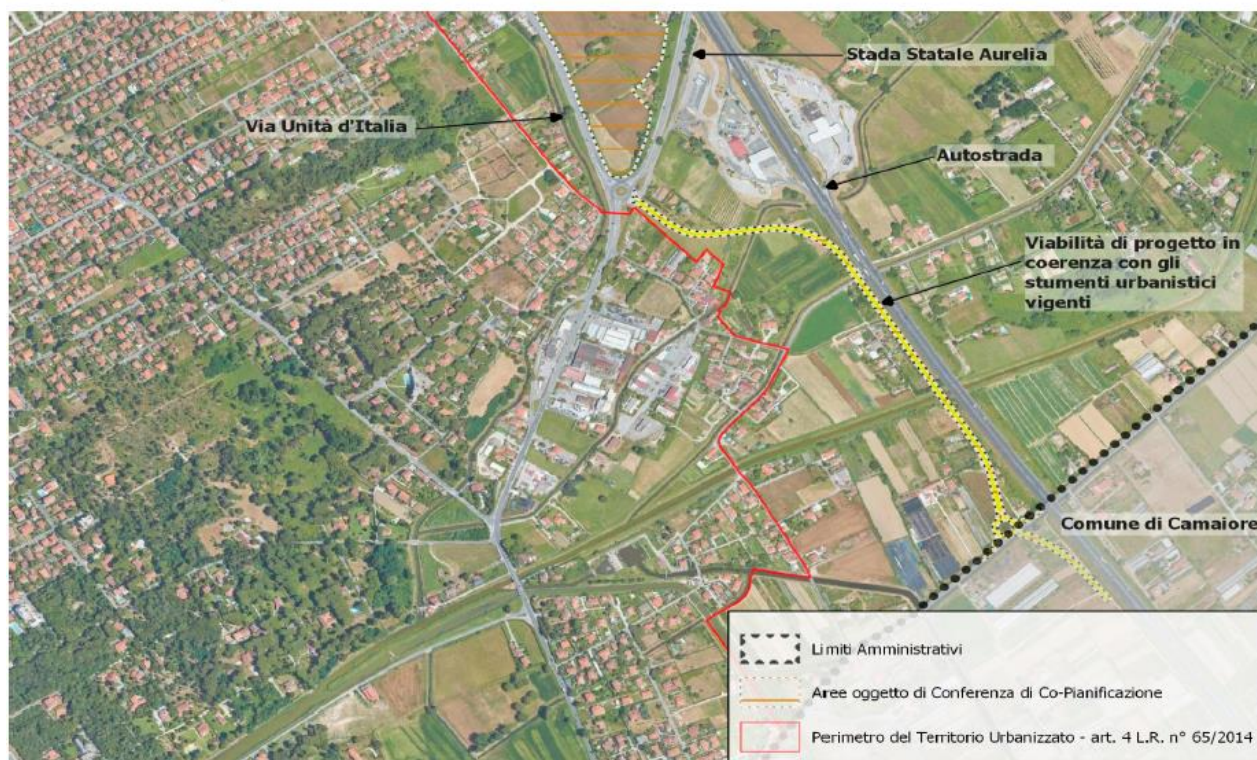 Stada Statale Aurelia
Via Unità d'Italia
Autostrada
Viabilità di progetto in
coerenza con gli
stumenti urbanistici
vigenti
Comune di Camaiore
Limiti Amministrativi
Aree oggetto di Conferenza di Co-Pianificazione
Perimetro del Territorio Urbanizzato - art. 4 L.R. n° 65/2014